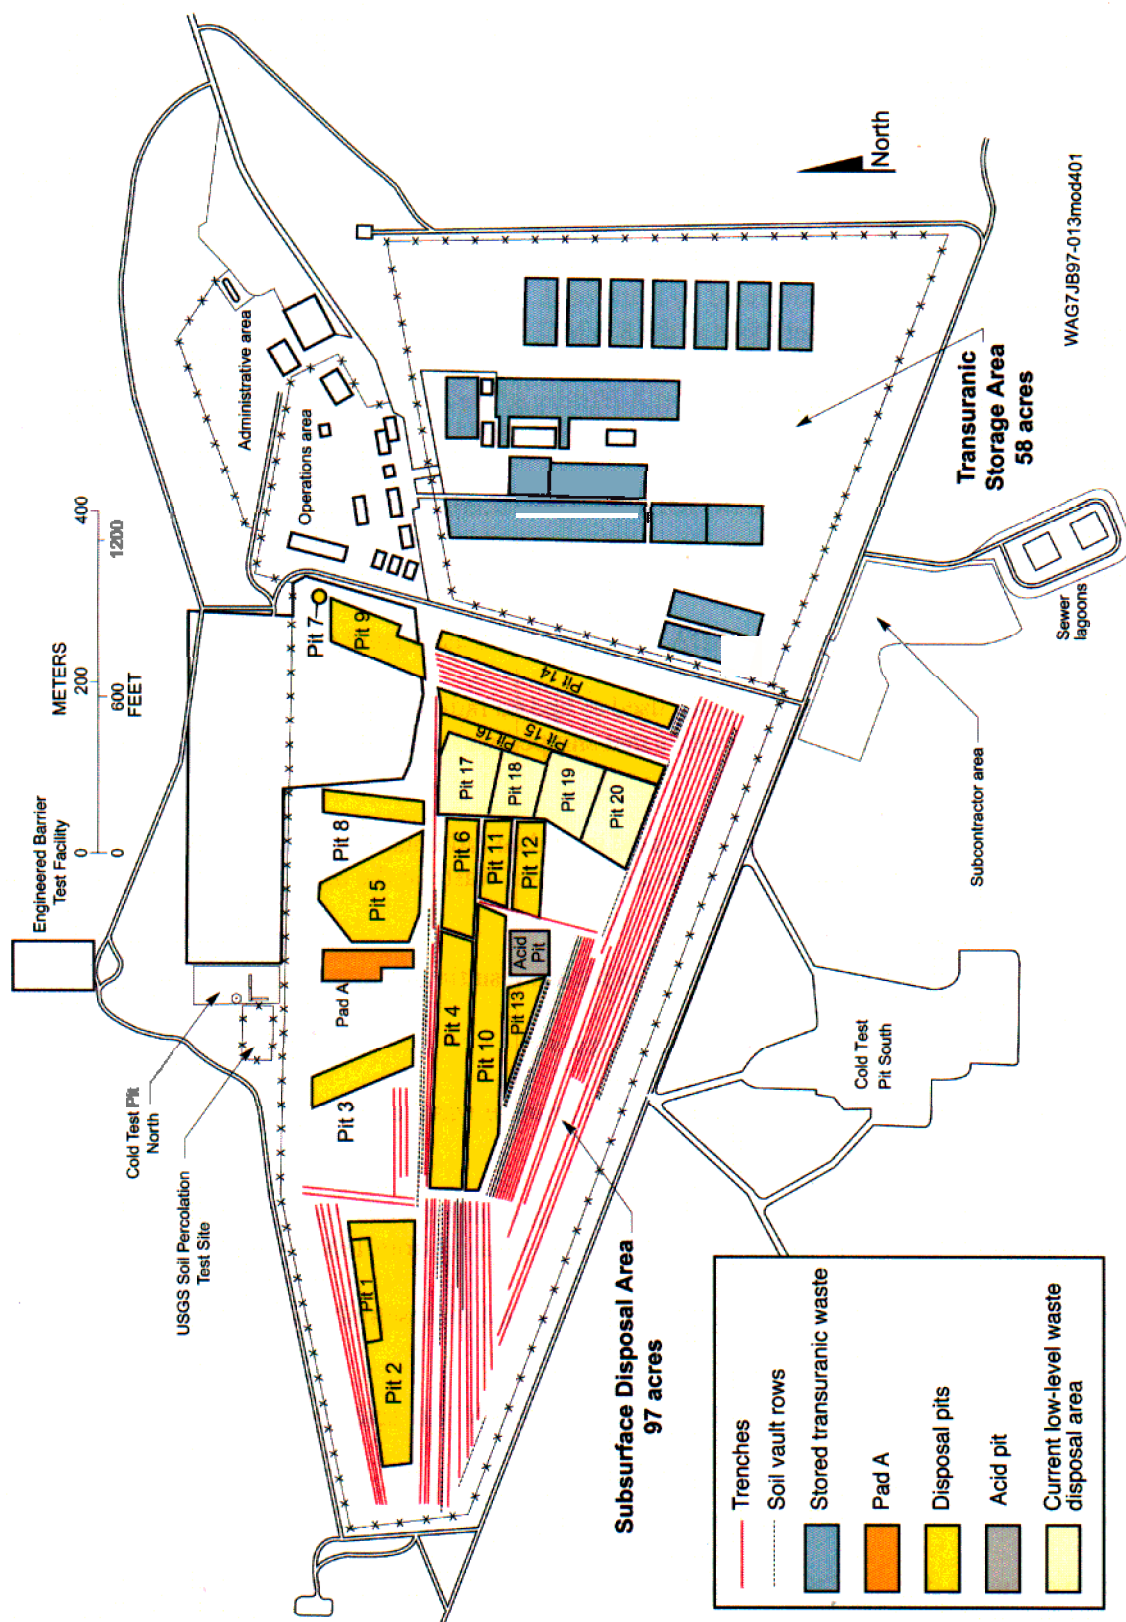 Engineered Barrier
Test Facility
METERS
0 200 400
0 600 1200
FEET
Cold Test Pit
North
USGS Soil Percolation
Test Site
Administrative area
Operations area
Pit 7
Pit 9
Pit 8
Pit 5
Pad A
Pit 3
Pit 1
Pit 2
Pit 14
Pit 15
Pit 16
Pit 17
Pit 18
Pit 19
Pit 20
Pit 6
Pit 11
Pit 12
Pit 4
Pit 10
Acid
Pit
Pit 13
Subsurface Disposal Area
97 acres
Transuranic
Storage Area
58 acres
Cold Test
Pit South
Subcontractor area
Sewer
lagoons
North
Trenches
Soil vault rows
Stored transuranic waste
Pad A
Disposal pits
Acid pit
Current low-level waste
disposal area
WAG7JB97-013mod401